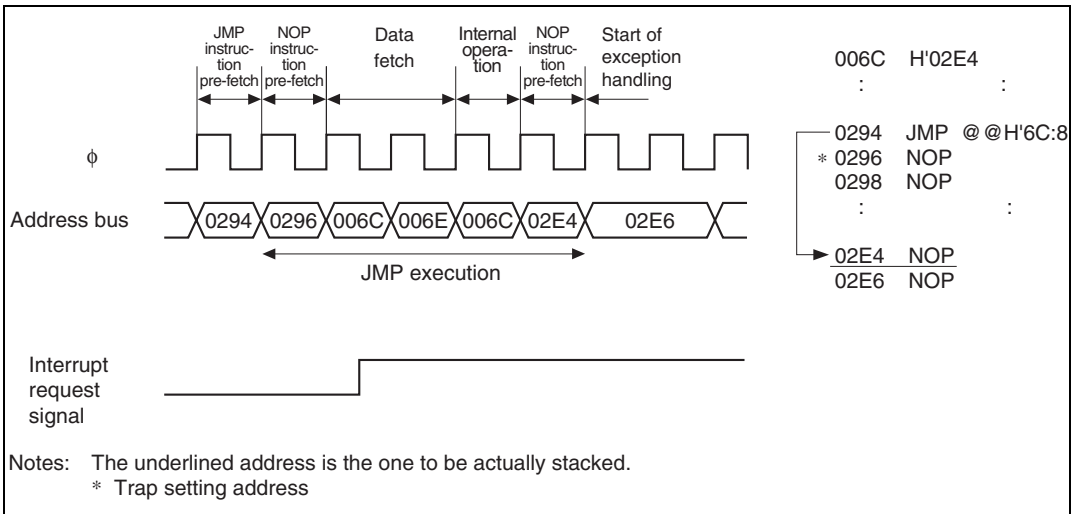 JMP instruc-tion pre-fetch
NOP instruc-tion pre-fetch
Data fetch
Internal opera-tion
NOP instruc-tion pre-fetch
Start of exception handling
φ
Address bus
0294 0296 006C 006E 006C 02E4 02E6
JMP execution
Interrupt request signal
006C H'02E4
: :
0294 JMP @@H'6C:8
* 0296 NOP
0298 NOP
: :
02E4 NOP
02E6 NOP
Notes: The underlined address is the one to be actually stacked.
* Trap setting address